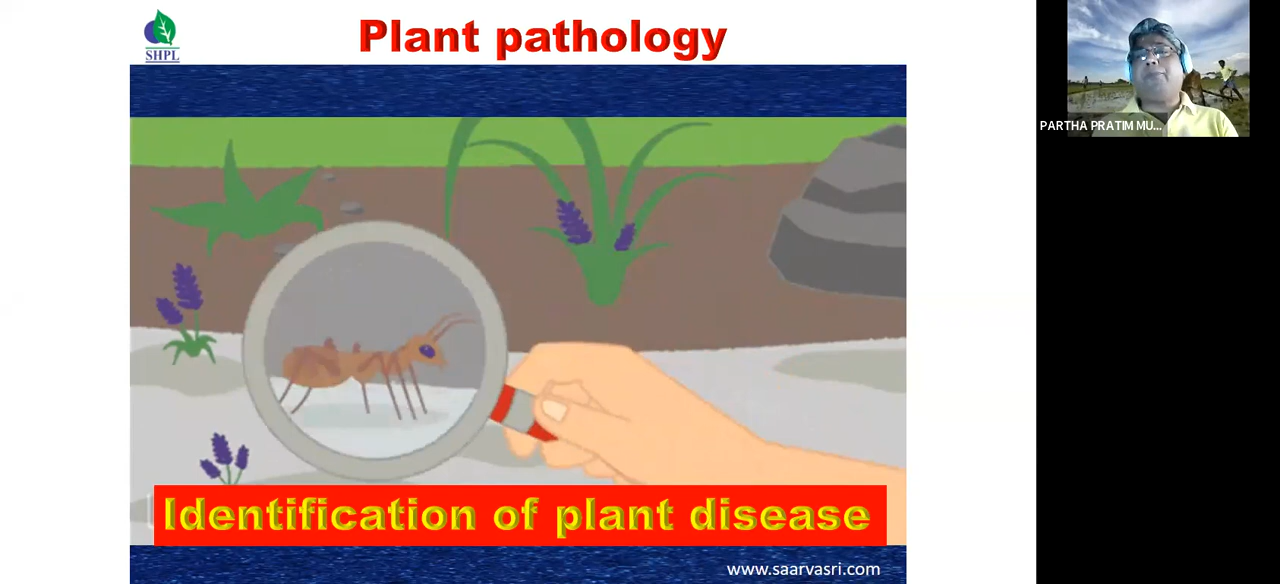 Plant pathology
SHPL
PARTHA PRATIM MU...
Identification of plant disease
www.saarvasri.com